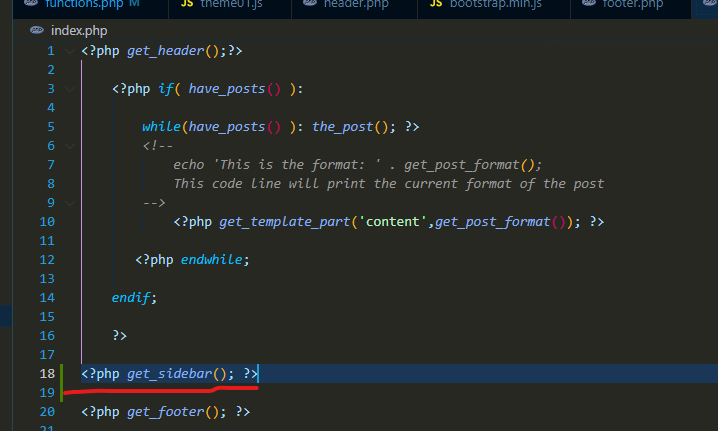 functions.php M JS theme01.js header.php JS bootstrap.min.js footer.php
index.php
1 <?php get_header();?>
2
3 <?php if( have_posts() ):
4
5 while(have_posts() ): the_post(); ?>
6 <!--
7 echo 'This is the format: ' . get_post_format();
8 This code line will print the current format of the post
9 -->
10 <?php get_template_part('content',get_post_format()); ?>
11
12 <?php endwhile;
13
14 endif;
15
16 ?>
17
18 <?php get_sidebar(); ?>
19
20 <?php get_footer(); ?>
21